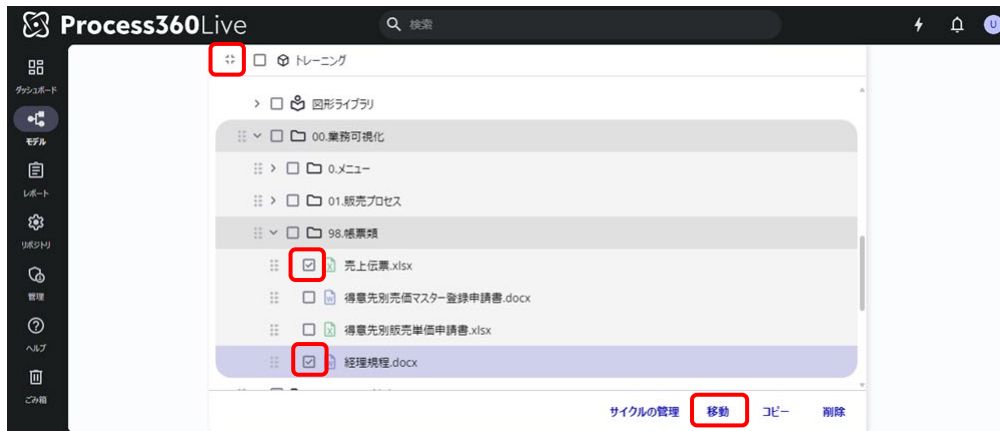 Process360Live
検索
U
ダッシュボード
モデル
レポート
リポジトリ
管理
ヘルプ
ごみ箱
トレーニング
図形ライブラリ
00.業務可視化
0.メニュー
01.販売プロセス
98.帳票類
売上伝票.xlsx
得意先別売価マスター登録申請書.docx
得意先別販売単価申請書.xlsx
経理規程.docx
サイクルの管理 移動 コピー 削除